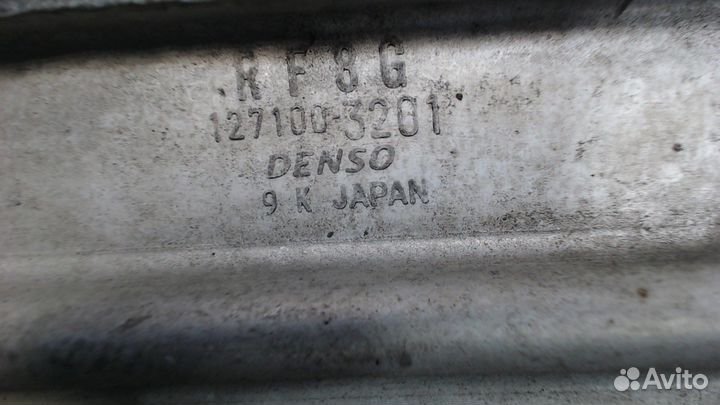 RF8G
127100-3201
DENSO
9 K JAPAN
Avito